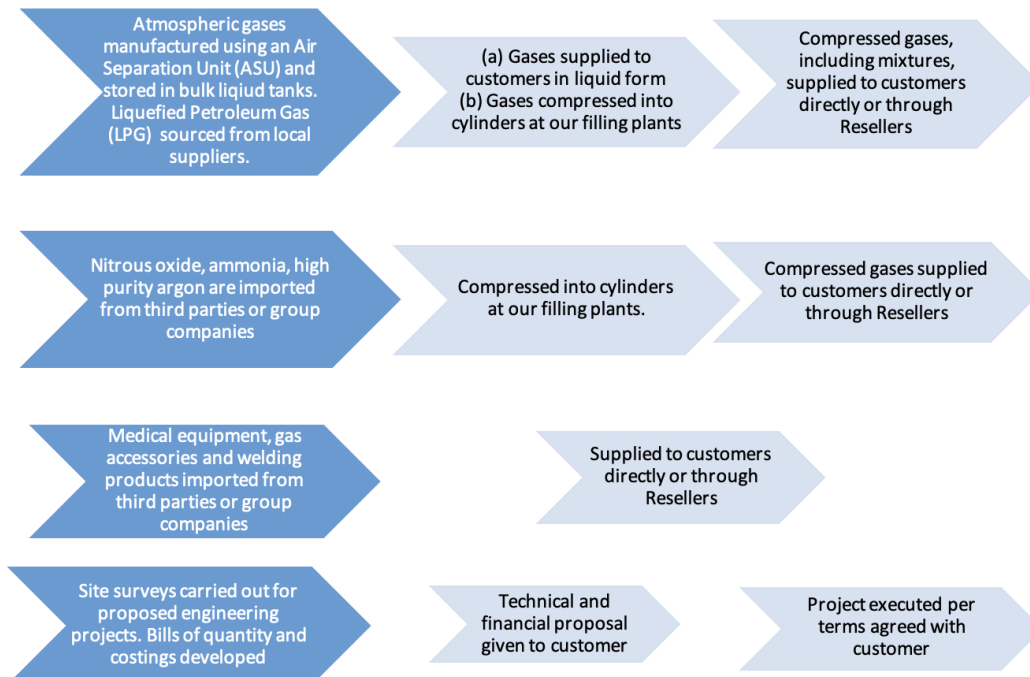 Atmospheric gases
manufactured using an Air
Separation Unit (ASU) and
stored in bulk liqiud tanks.
Liquefied Petroleum Gas
(LPG)  sourced from local
suppliers.
(a) Gases supplied to
customers in liquid form
(b) Gases compressed into
cylinders at our filling plants
Compressed gases,
including mixtures,
supplied to customers
directly or through
Resellers
Nitrous oxide, ammonia, high
purity argon are imported
from third parties or group
companies
Compressed into cylinders
at our filling plants.
Compressed gases supplied
to customers directly or
through Resellers
Medical equipment, gas
accessories and welding
products imported from
third parties or group
companies
Supplied to customers
directly or through
Resellers
Site surveys carried out for
proposed engineering
projects. Bills of quantity and
costings developed
Technical and
financial proposal
given to customer
Project executed per
terms agreed with
customer